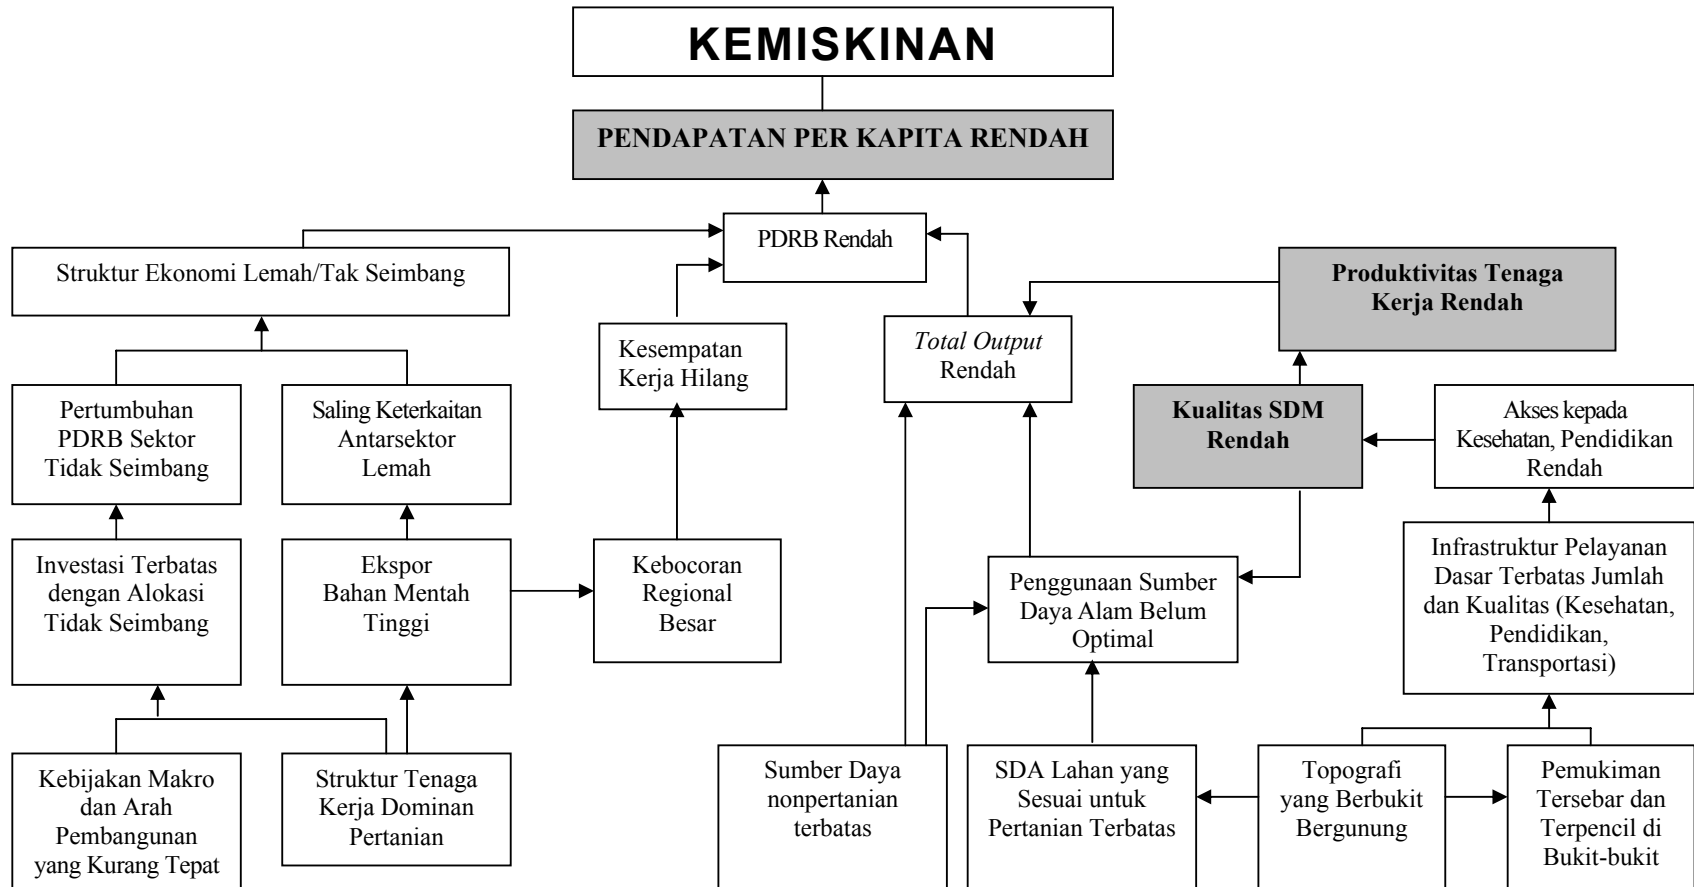 KEMISKINAN
PENDAPATAN PER KAPITA RENDAH
PDRB Rendah
Struktur Ekonomi Lemah/Tak Seimbang
Produktivitas Tenaga
Kerja Rendah
Kesempatan
Kerja Hilang
Total Output
Rendah
Pertumbuhan
PDRB Sektor
Tidak Seimbang
Saling Keterkaitan
Antarsektor
Lemah
Kualitas SDM
Rendah
Akses kepada
Kesehatan, Pendidikan
Rendah
Investasi Terbatas
dengan Alokasi
Tidak Seimbang
Ekspor
Bahan Mentah
Tinggi
Kebocoran
Regional
Besar
Penggunaan Sumber
Daya Alam Belum
Optimal
Infrastruktur Pelayanan
Dasar Terbatas Jumlah
dan Kualitas (Kesehatan,
Pendidikan,
Transportasi)
Kebijakan Makro
dan Arah
Pembangunan
yang Kurang Tepat
Struktur Tenaga
Kerja Dominan
Pertanian
Sumber Daya
nonpertanian
terbatas
SDA Lahan yang
Sesuai untuk
Pertanian Terbatas
Topografi
yang Berbukit
Bergunung
Pemukiman
Tersebar dan
Terpencil di
Bukit-bukit